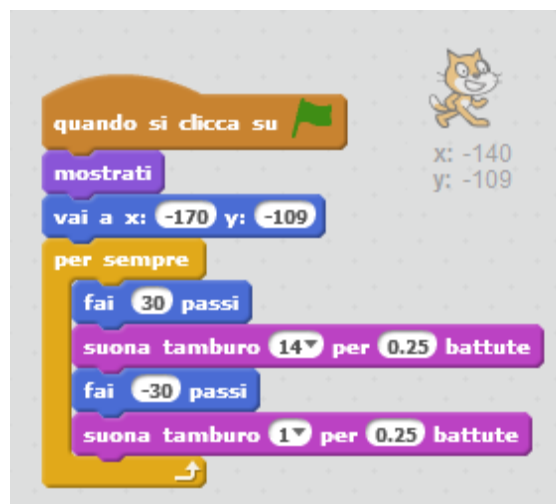 quando si clicca su
mostrati
vai a x: -170 y: -109
per sempre
fai 30 passi
suona tamburo 14 per 0.25 battute
fai -30 passi
suona tamburo 1 per 0.25 battute
x: -140
y: -109